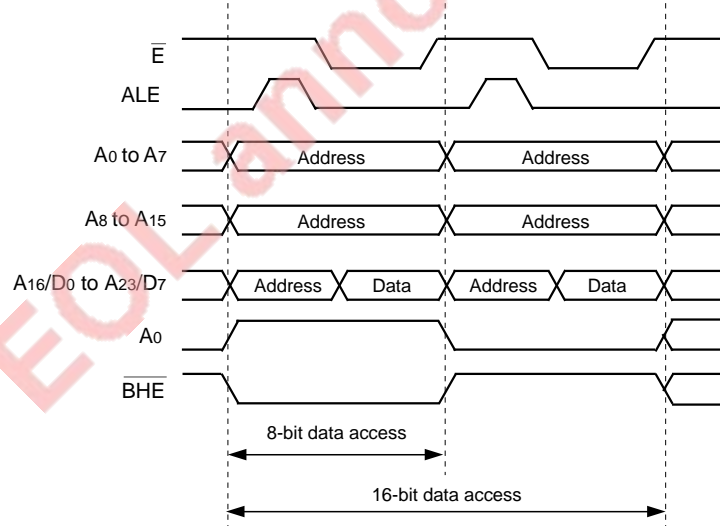 E
ALE
A0 to A7
Address
Address
A8 to A15
Address
Address
A16/D0 to A23/D7
Address
Data
Address
Data
A0
BHE
8-bit data access
16-bit data access
EOL anno